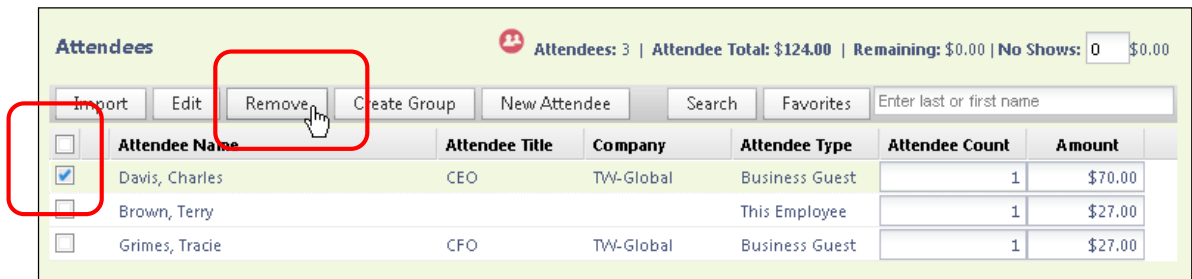 Attendees
Attendees: 3 | Attendee Total: $124.00 | Remaining: $0.00 | No Shows: 0 $0.00
Import Edit Remove Create Group New Attendee Search Favorites Enter last or first name
Attendee Name Attendee Title Company Attendee Type Attendee Count Amount
Davis, Charles CEO TW-Global Business Guest 1 $70.00
Brown, Terry This Employee 1 $27.00
Grimes, Tracie CFO TW-Global Business Guest 1 $27.00